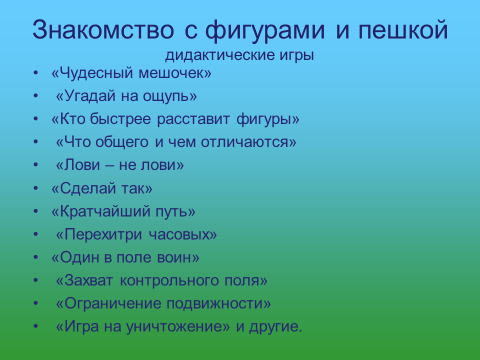 Знакомство с фигурами и пешкой
дидактические игры
• «Чудесный мешочек»
• «Угадай на ощупь»
• «Кто быстрее расставит фигуры»
• «Что общего и чем отличаются»
• «Лови – не лови»
• «Сделай так»
• «Кратчайший путь»
• «Перехитри часовых»
• «Один в поле воин»
• «Захват контрольного поля»
• «Ограничение подвижности»
• «Игра на уничтожение» и другие.